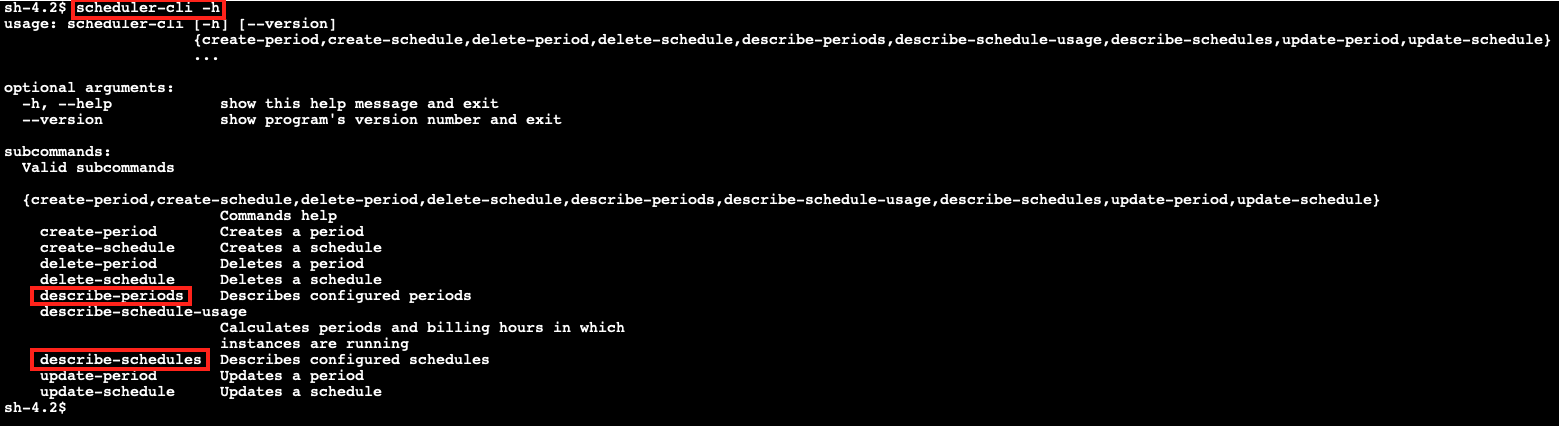 sh-4.2$ scheduler-cli -h
usage: scheduler-cli [-h] [--version]
{create-period,create-schedule,delete-period,delete-schedule,describe-periods,describe-schedule-usage,describe-schedules,update-period,update-schedule}
...
optional arguments:
-h, --help show this help message and exit
--version show program's version number and exit
subcommands:
Valid subcommands
{create-period,create-schedule,delete-period,delete-schedule,describe-periods,describe-schedule-usage,describe-schedules,update-period,update-schedule}
Commands help
create-period Creates a period
create-schedule Creates a schedule
delete-period Deletes a period
delete-schedule Deletes a schedule
describe-periods Describes configured periods
describe-schedule-usage
Calculates periods and billing hours in which
instances are running
describe-schedules Describes configured schedules
update-period Updates a period
update-schedule Updates a schedule
sh-4.2$